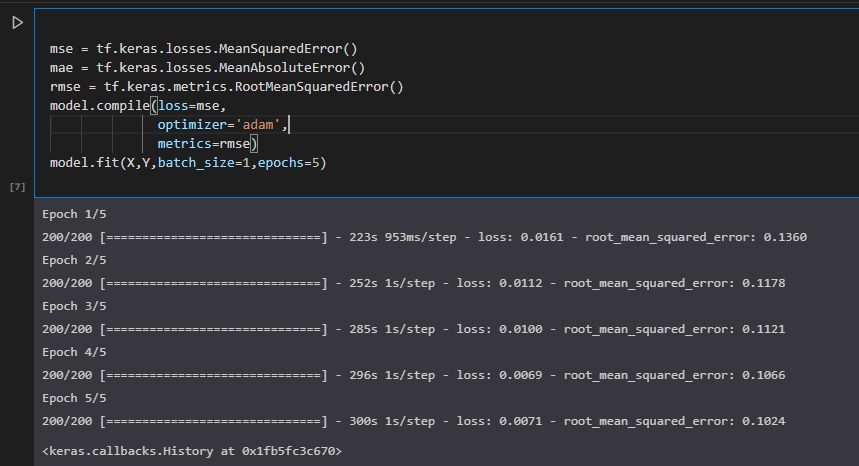 mse = tf.keras.losses.MeanSquaredError()
mae = tf.keras.losses.MeanAbsoluteError()
rmse = tf.keras.metrics.RootMeanSquaredError()
model.compile(loss=mse,
optimizer='adam',
metrics=rmse)
model.fit(X,Y,batch_size=1,epochs=5)
[7]
Epoch 1/5
200/200 [==============================] - 223s 953ms/step - loss: 0.0161 - root_mean_squared_error: 0.1360
Epoch 2/5
200/200 [==============================] - 252s 1s/step - loss: 0.0112 - root_mean_squared_error: 0.1178
Epoch 3/5
200/200 [==============================] - 285s 1s/step - loss: 0.0100 - root_mean_squared_error: 0.1121
Epoch 4/5
200/200 [==============================] - 296s 1s/step - loss: 0.0069 - root_mean_squared_error: 0.1066
Epoch 5/5
200/200 [==============================] - 300s 1s/step - loss: 0.0071 - root_mean_squared_error: 0.1024
<keras.callbacks.History at 0x1fb5fc3c670>